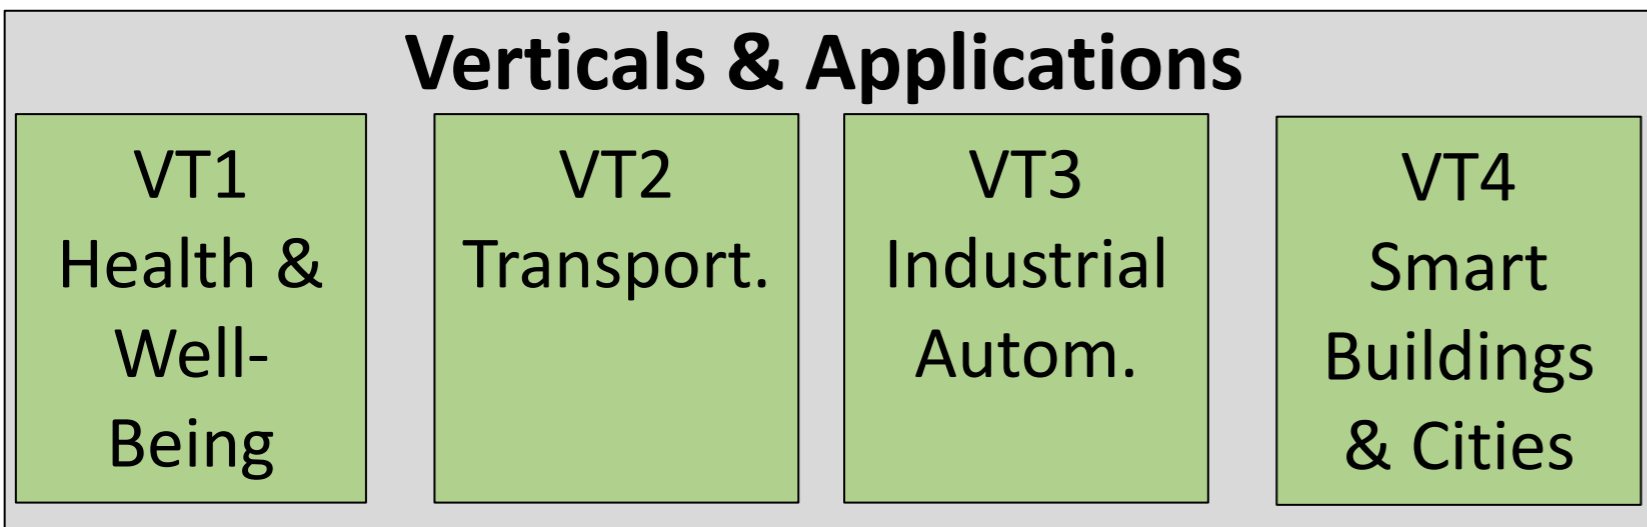 Verticals & Applications
VT1
Health &
Well-
Being
VT2
Transport.
VT3
Industrial
Autom.
VT4
Smart
Buildings
& Cities